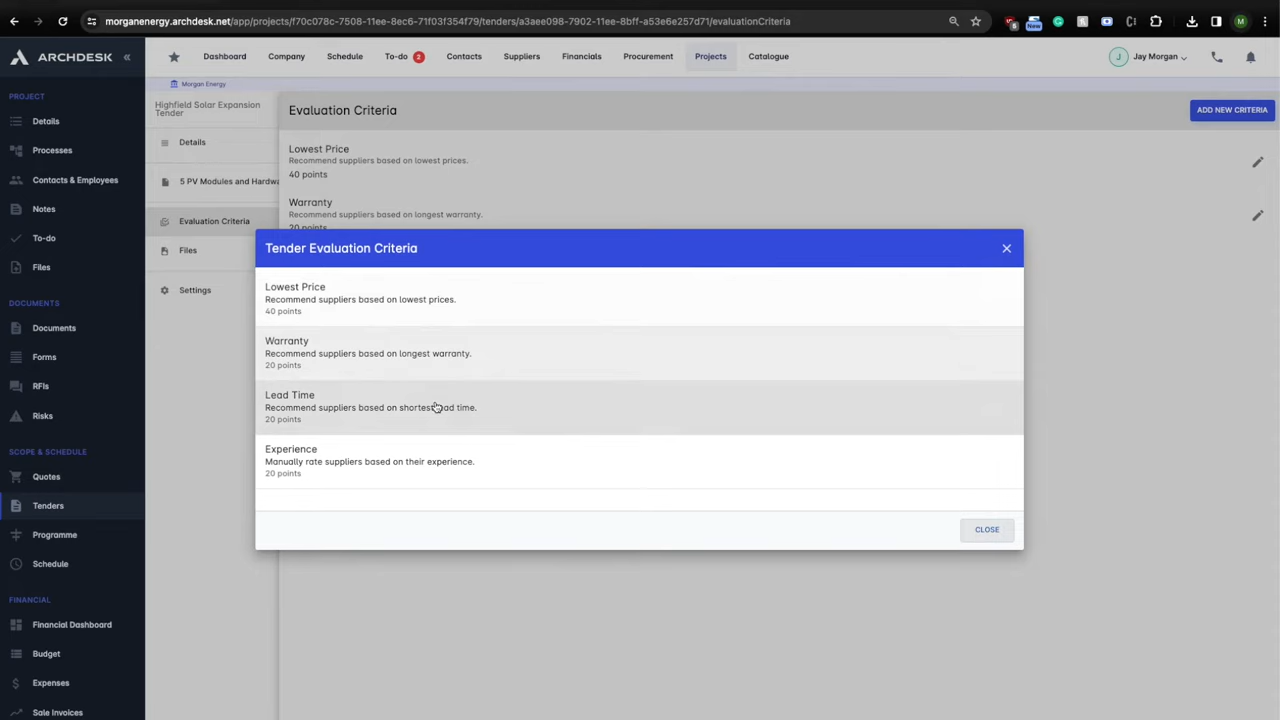 morganenergy.archdesk.net/app/projects/f70c078c-7508-11ee-8ec6-71f03f354f79/tenders/a3aee098-7902-11ee-8bff-a53e6e257d71/evaluationCriteria
6
New
M
ARCHDESK
Dashboard
Company
Schedule
To-do 2
Contacts
Suppliers
Financials
Procurement
Projects
Catalogue
J
Jay Morgan
Morgan Energy
PROJECT
Details
Processes
Contacts & Employees
Notes
To-do
Files
DOCUMENTS
Documents
Forms
RFIs
Risks
SCOPE & SCHEDULE
Quotes
Tenders
Programme
Schedule
FINANCIAL
Financial Dashboard
Budget
Expenses
Sale Invoices
Highfield Solar Expansion
Tender
Details
5 PV Modules and Hardwa
Evaluation Criteria
Files
Settings
Evaluation Criteria
ADD NEW CRITERIA
Lowest Price
Recommend suppliers based on lowest prices.
40 points
Warranty
Recommend suppliers based on longest warranty.
20 points
Tender Evaluation Criteria
Lowest Price
Recommend suppliers based on lowest prices.
40 points
Warranty
Recommend suppliers based on longest warranty.
20 points
Lead Time
Recommend suppliers based on shortest lead time.
20 points
Experience
Manually rate suppliers based on their experience.
20 points
CLOSE